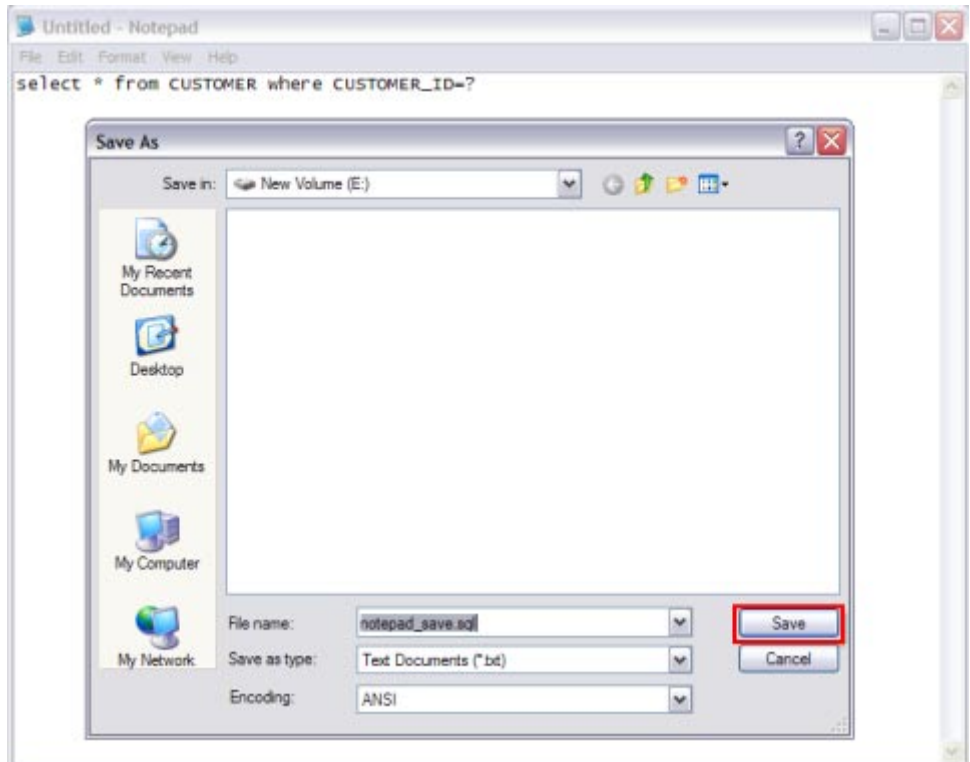 Untitled - Notepad
File Edit Format View Help
select * from CUSTOMER where CUSTOMER_ID=?
Save As
Save in: New Volume (E:)
My Recent
Documents
Desktop
My Documents
My Computer
My Network
File name: notepad_save.sql Save
Save as type: Text Documents (*.txt) Cancel
Encoding: ANSI